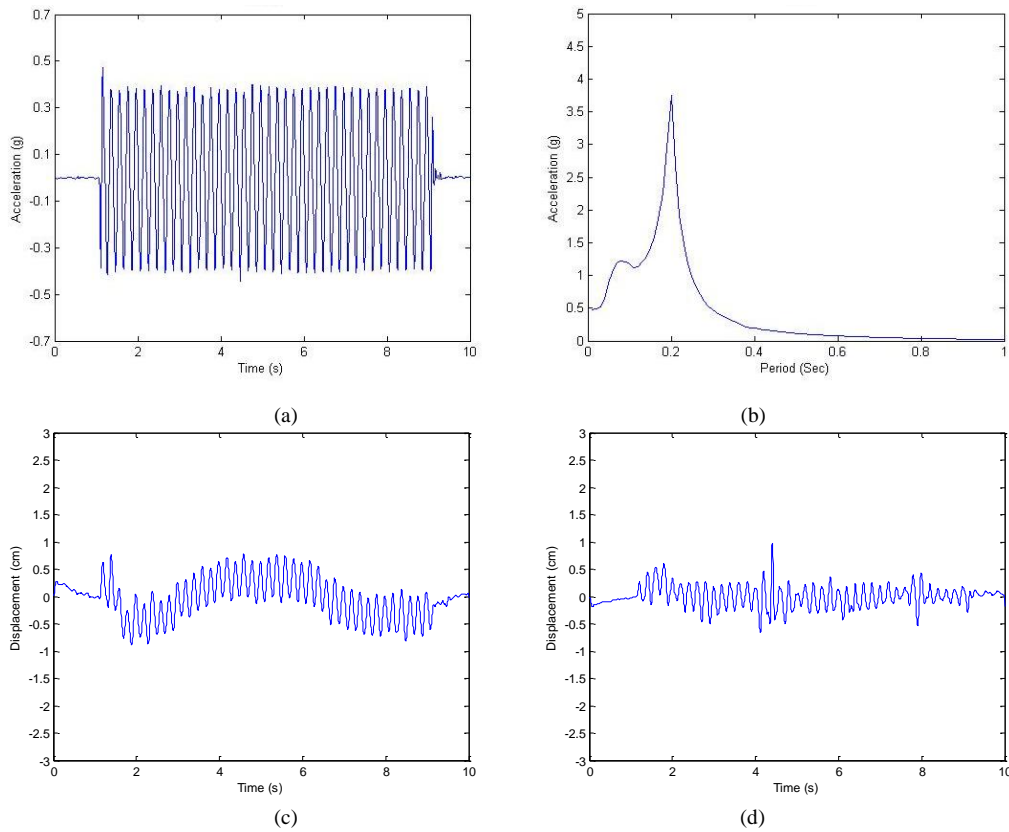 0.7
0.5
0.3
0.1
-0.1
-0.3
-0.5
-0.7
Acceleration (g)
0 2 4 6 8 10
Time (s)
(a)
5
4.5
4
3.5
3
2.5
2
1.5
1
0.5
0
Acceleration (g)
0 0.2 0.4 0.6 0.8 1
Period (Sec)
(b)
3
2.5
2
1.5
1
0.5
0
-0.5
-1
-1.5
-2
-2.5
-3
Displacement (cm)
0 2 4 6 8 10
Time (s)
(c)
3
2.5
2
1.5
1
0.5
0
-0.5
-1
-1.5
-2
-2.5
-3
Displacement (cm)
0 2 4 6 8 10
Time (s)
(d)